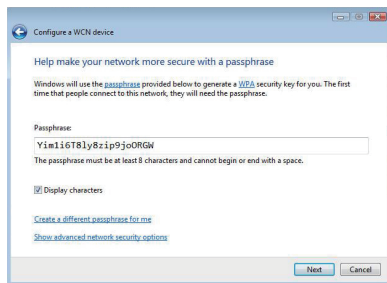 Configure a WCN device
Help make your network more secure with a passphrase
Windows will use the passphrase provided below to generate a WPA security key for you. The first
time that people connect to this network, they will need the passphrase.
Passphrase:
Yim1i6T8ly8zip9joORGW
The passphrase must be at least 8 characters and cannot begin or end with a space.
Display characters
Create a different passphrase for me
Show advanced network security options
Next Cancel